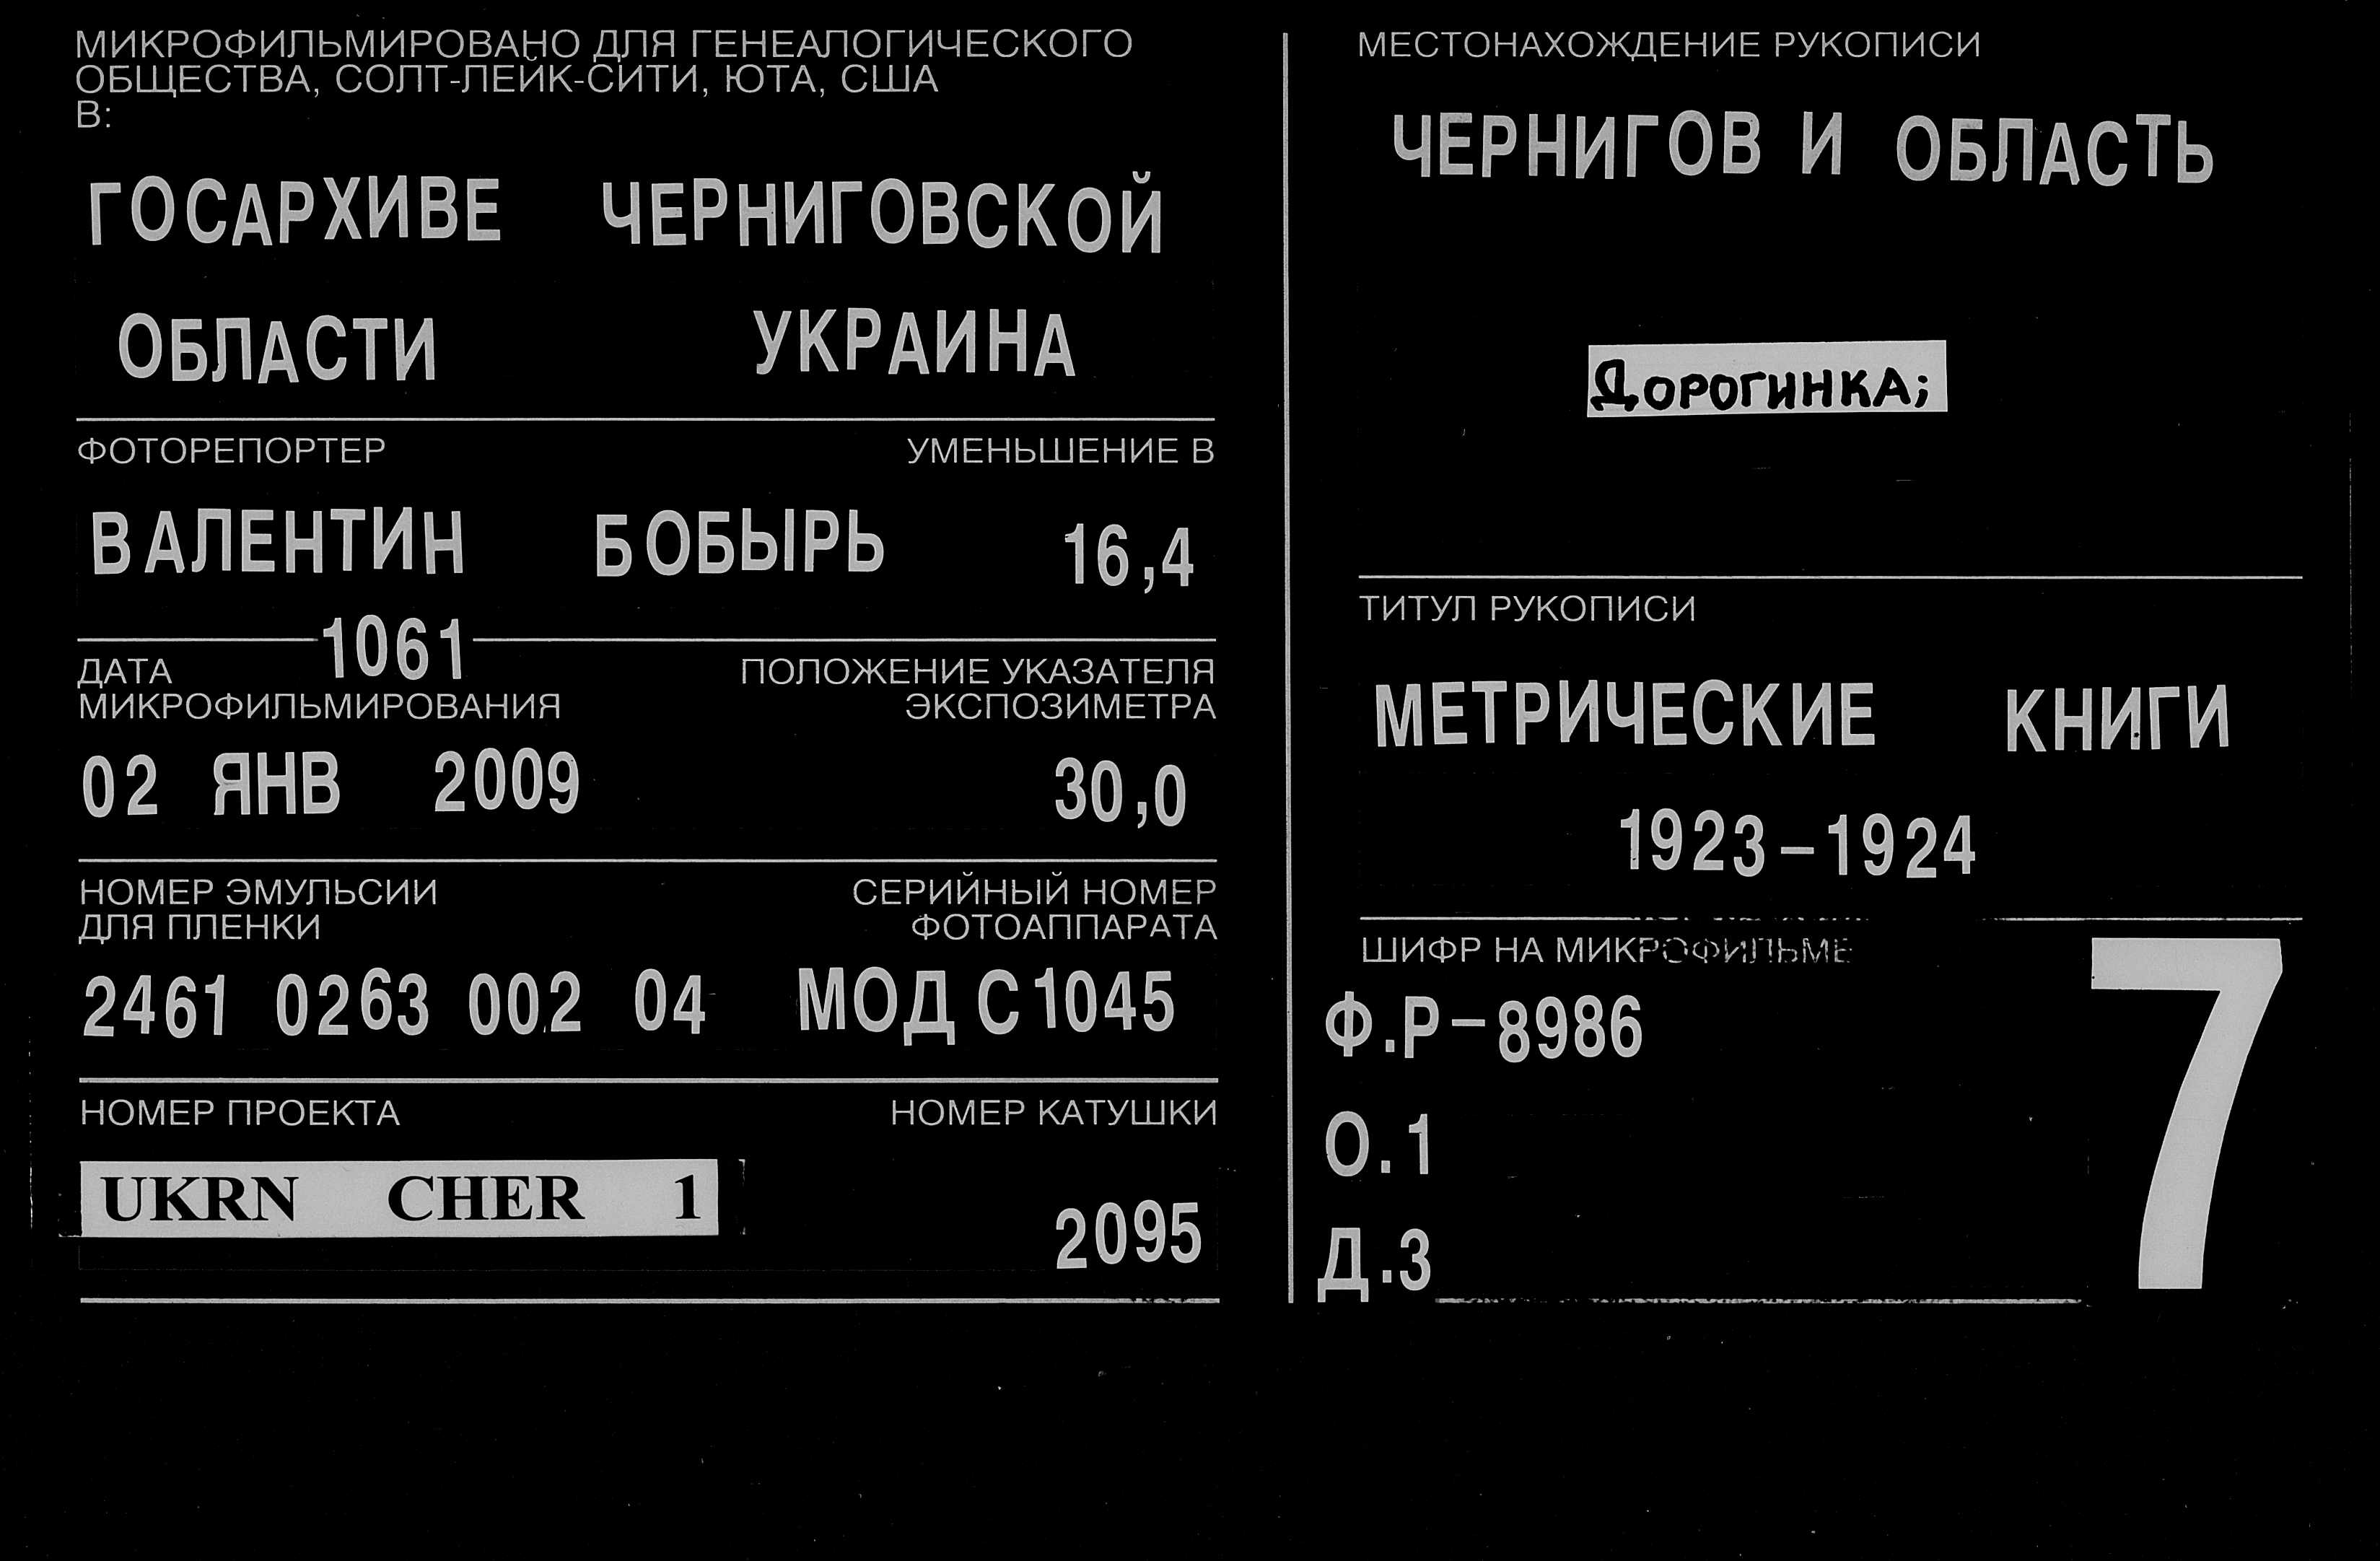 МИКРОФИЛЬМИРОВАНО ДЛЯ ГЕНЕАЛОГИЧЕСКОГО
ОБЩЕСТВА, СОЛТ-ЛЕЙК-СИТИ, ЮТА, США
В:
ГОСАРХИВЕ ЧЕРНИГОВСКОЙ
ОБЛАСТИ УКРАИНА
ФОТОРЕПОРТЕР УМЕНЬШЕНИЕ В
ВАЛЕНТИН БОБЫРЬ 16,4
1061
ДАТА ПОЛОЖЕНИЕ УКАЗАТЕЛЯ
МИКРОФИЛЬМИРОВАНИЯ ЭКСПОЗИМЕТРА
02 ЯНВ 2009 30,0
НОМЕР ЭМУЛЬСИИ СЕРИЙНЫЙ НОМЕР
ДЛЯ ПЛЕНКИ ФОТОАППАРАТА
2461 0263 002 04 МОД С1045
НОМЕР ПРОЕКТА НОМЕР КАТУШКИ
UKRN CHER 1
2095
МЕСТОНАХОЖДЕНИЕ РУКОПИСИ
ЧЕРНИГОВ И ОБЛАСТЬ
ДОРОГИНКА;
ТИТУЛ РУКОПИСИ
МЕТРИЧЕСКИЕ КНИГИ
1923-1924
ШИФР НА МИКРОФИЛЬМЕ
Ф.Р-8986
О.1
Д.3
7